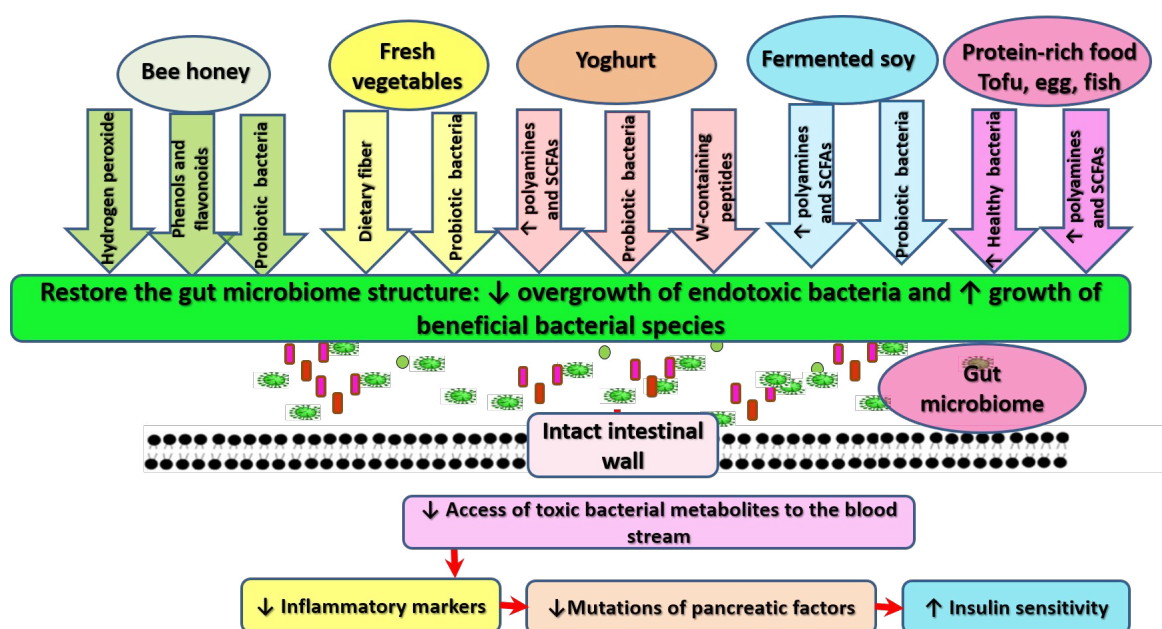 Bee honey
Fresh
vegetables
Yoghurt
Fermented soy
Protein-rich food
Tofu, egg, fish
Hydrogen peroxide
Phenols and
flavonoids
Probiotic bacteria
Dietary fiber
Probiotic bacteria
↑ polyamines
and SCFAs
Probiotic bacteria
W-containing
peptides
↑ polyamines
and SCFAs
Probiotic bacteria
↑ Healthy bacteria
↑ polyamines
and SCFAs
Restore the gut microbiome structure: ↓ overgrowth of endotoxic bacteria and ↑ growth of
beneficial bacterial species
Gut
microbiome
Intact intestinal
wall
↓ Access of toxic bacterial metabolites to the blood
stream
↓ Inflammatory markers
↓Mutations of pancreatic factors
↑ Insulin sensitivity